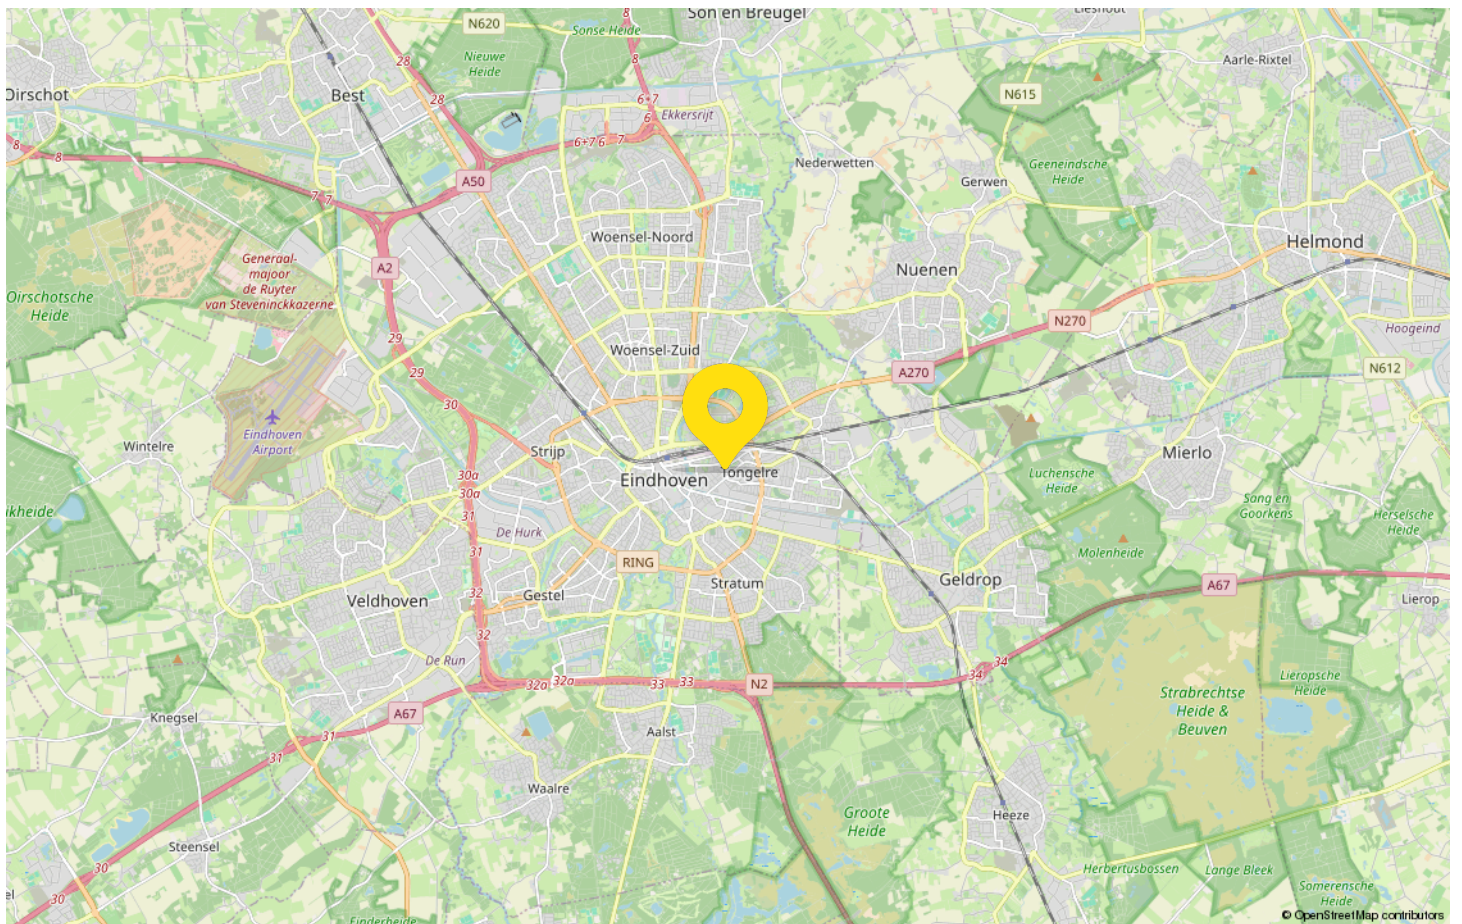 N620
Sonse Heide
8
Son en Breugel
Lieshout
28
Nieuwe
Heide
8
Aarle-Rixtel
Oirschot
Best
28
6+7
N615
6
Ekkersrijt
8
8
6+7 6
7
Nederwetten
Geeneindsche
Heide
A50
Gerwen
7
7
Woensel-Noord
Helmond
Generaal-
majoor
de Ruyter
van Steveninckkazerne
A2
Nuenen
Oirschotsche
Heide
N270
Hoogeind
29
Woensel-Zuid
29
A270
N612
30
Eindhoven
Airport
Wintelre
Strijp
Mierlo
30a
Eindhoven
Tongelre
Luchensche
Heide
30a
Sang en
Goorkens
31
Herselsche
Heide
De Hurk
31
Molenheide
RING
Stratum
Geldrop
A67
32
Gestel
Veldhoven
Lierop
32
De Run
34
34
Lieropsche
Heide
32a
32a
33
33
N2
Strabrechtse
Heide &
Beuven
A67
Knegsel
31
31
Aalst
Waalre
Groote
Heide
Heeze
Steensel
30
Herbertusbossen
Lange Bleek
30
Somerensche
Heide
© OpenStreetMap contributors